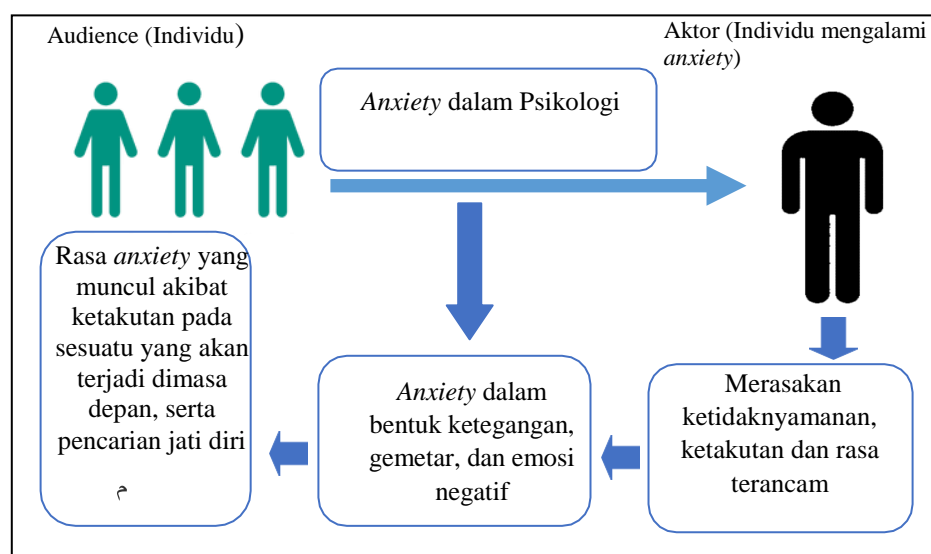 Audience (Individu)
Aktor (Individu mengalami
anxiety)
Anxiety dalam Psikologi
Rasa anxiety yang
muncul akibat
ketakutan pada
sesuatu yang akan
terjadi dimasa
depan, serta
pencarian jati diri
م
Anxiety dalam
bentuk ketegangan,
gemetar, dan emosi
negatif
Merasakan
ketidaknyamanan,
ketakutan dan rasa
terancam